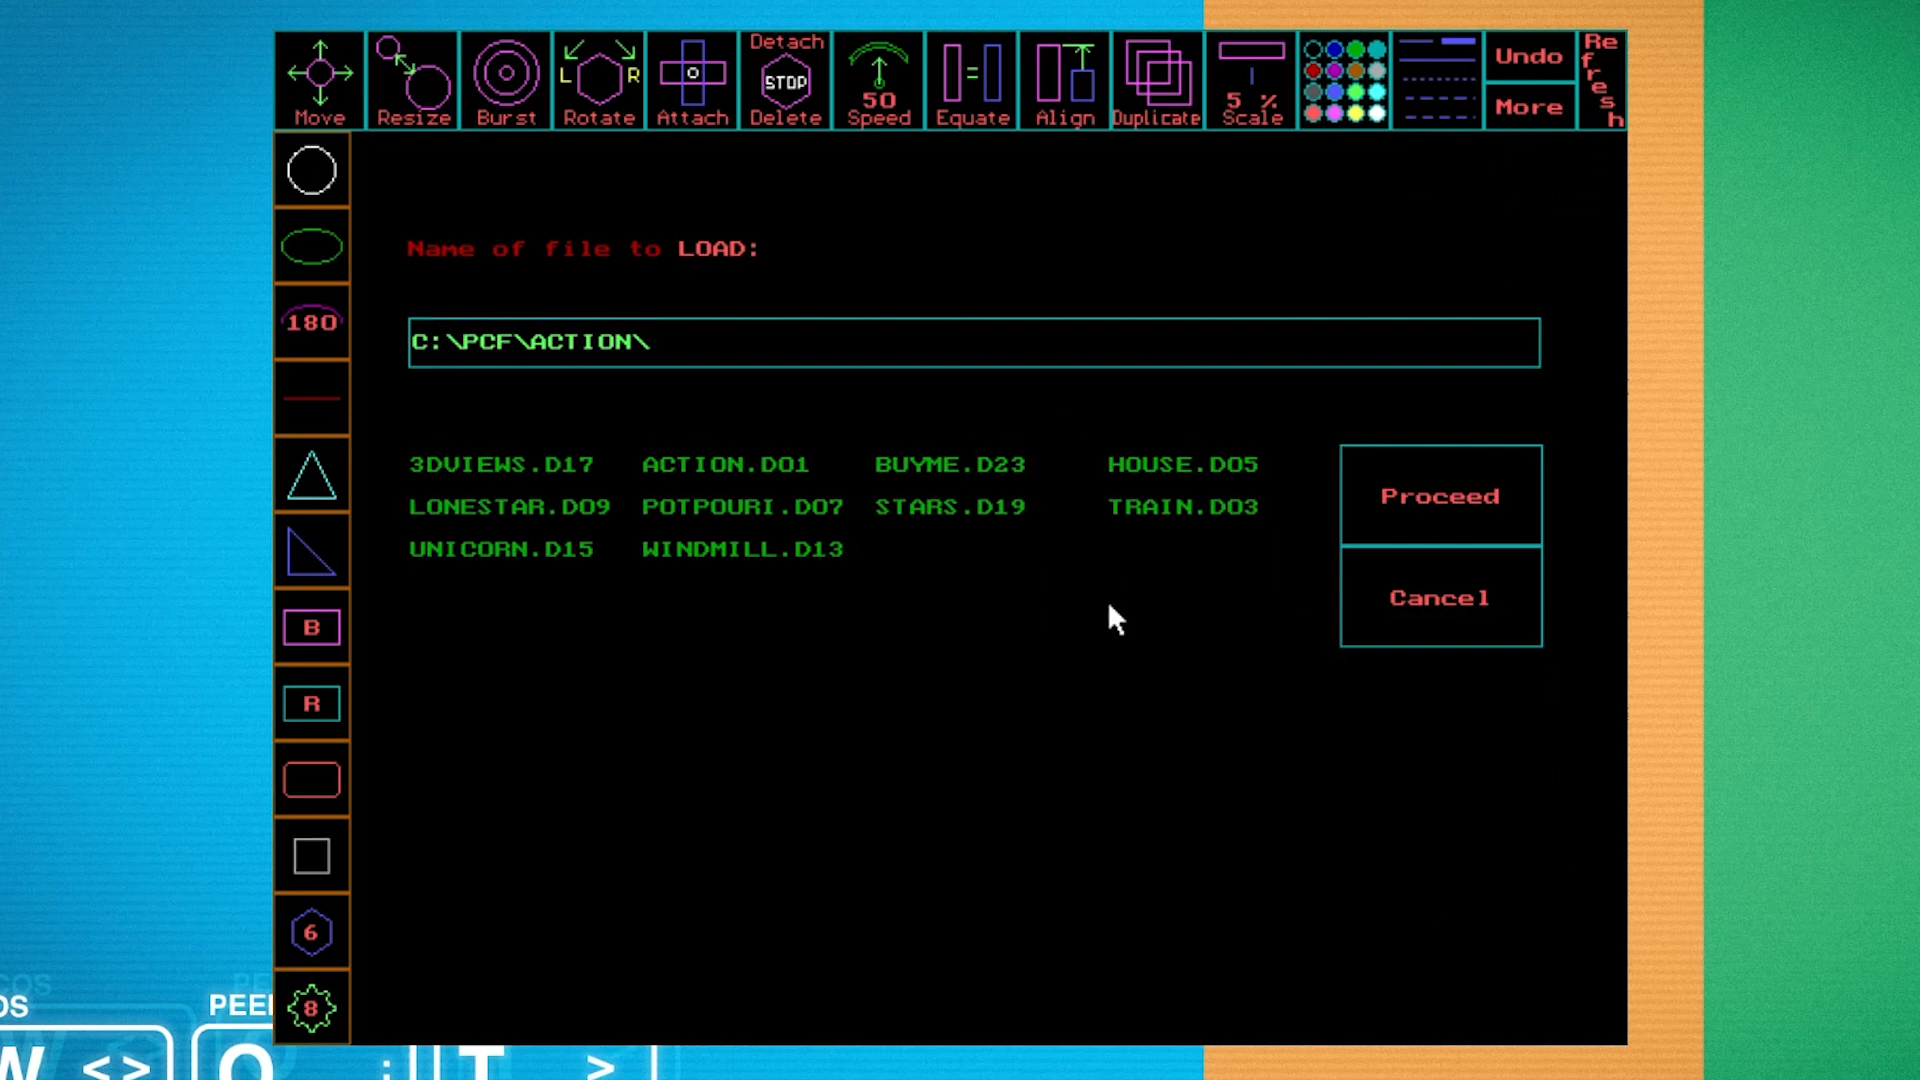 Move Resize Burst L R Rotate Attach Detach STOP Delete 50 Speed Equate Align Duplicate 5 % Scale Undo More Refresh
180
B
R
6
8
Name of file to LOAD:
C:\PCF\ACTION\
3DVIEWS.D17 ACTION.D01 BUYME.D23 HOUSE.D05
LONESTAR.D09 POTPOURI.D07 STARS.D19 TRAIN.D03
UNICORN.D15 WINDMILL.D13
Proceed
Cancel
W <> Q ; T >